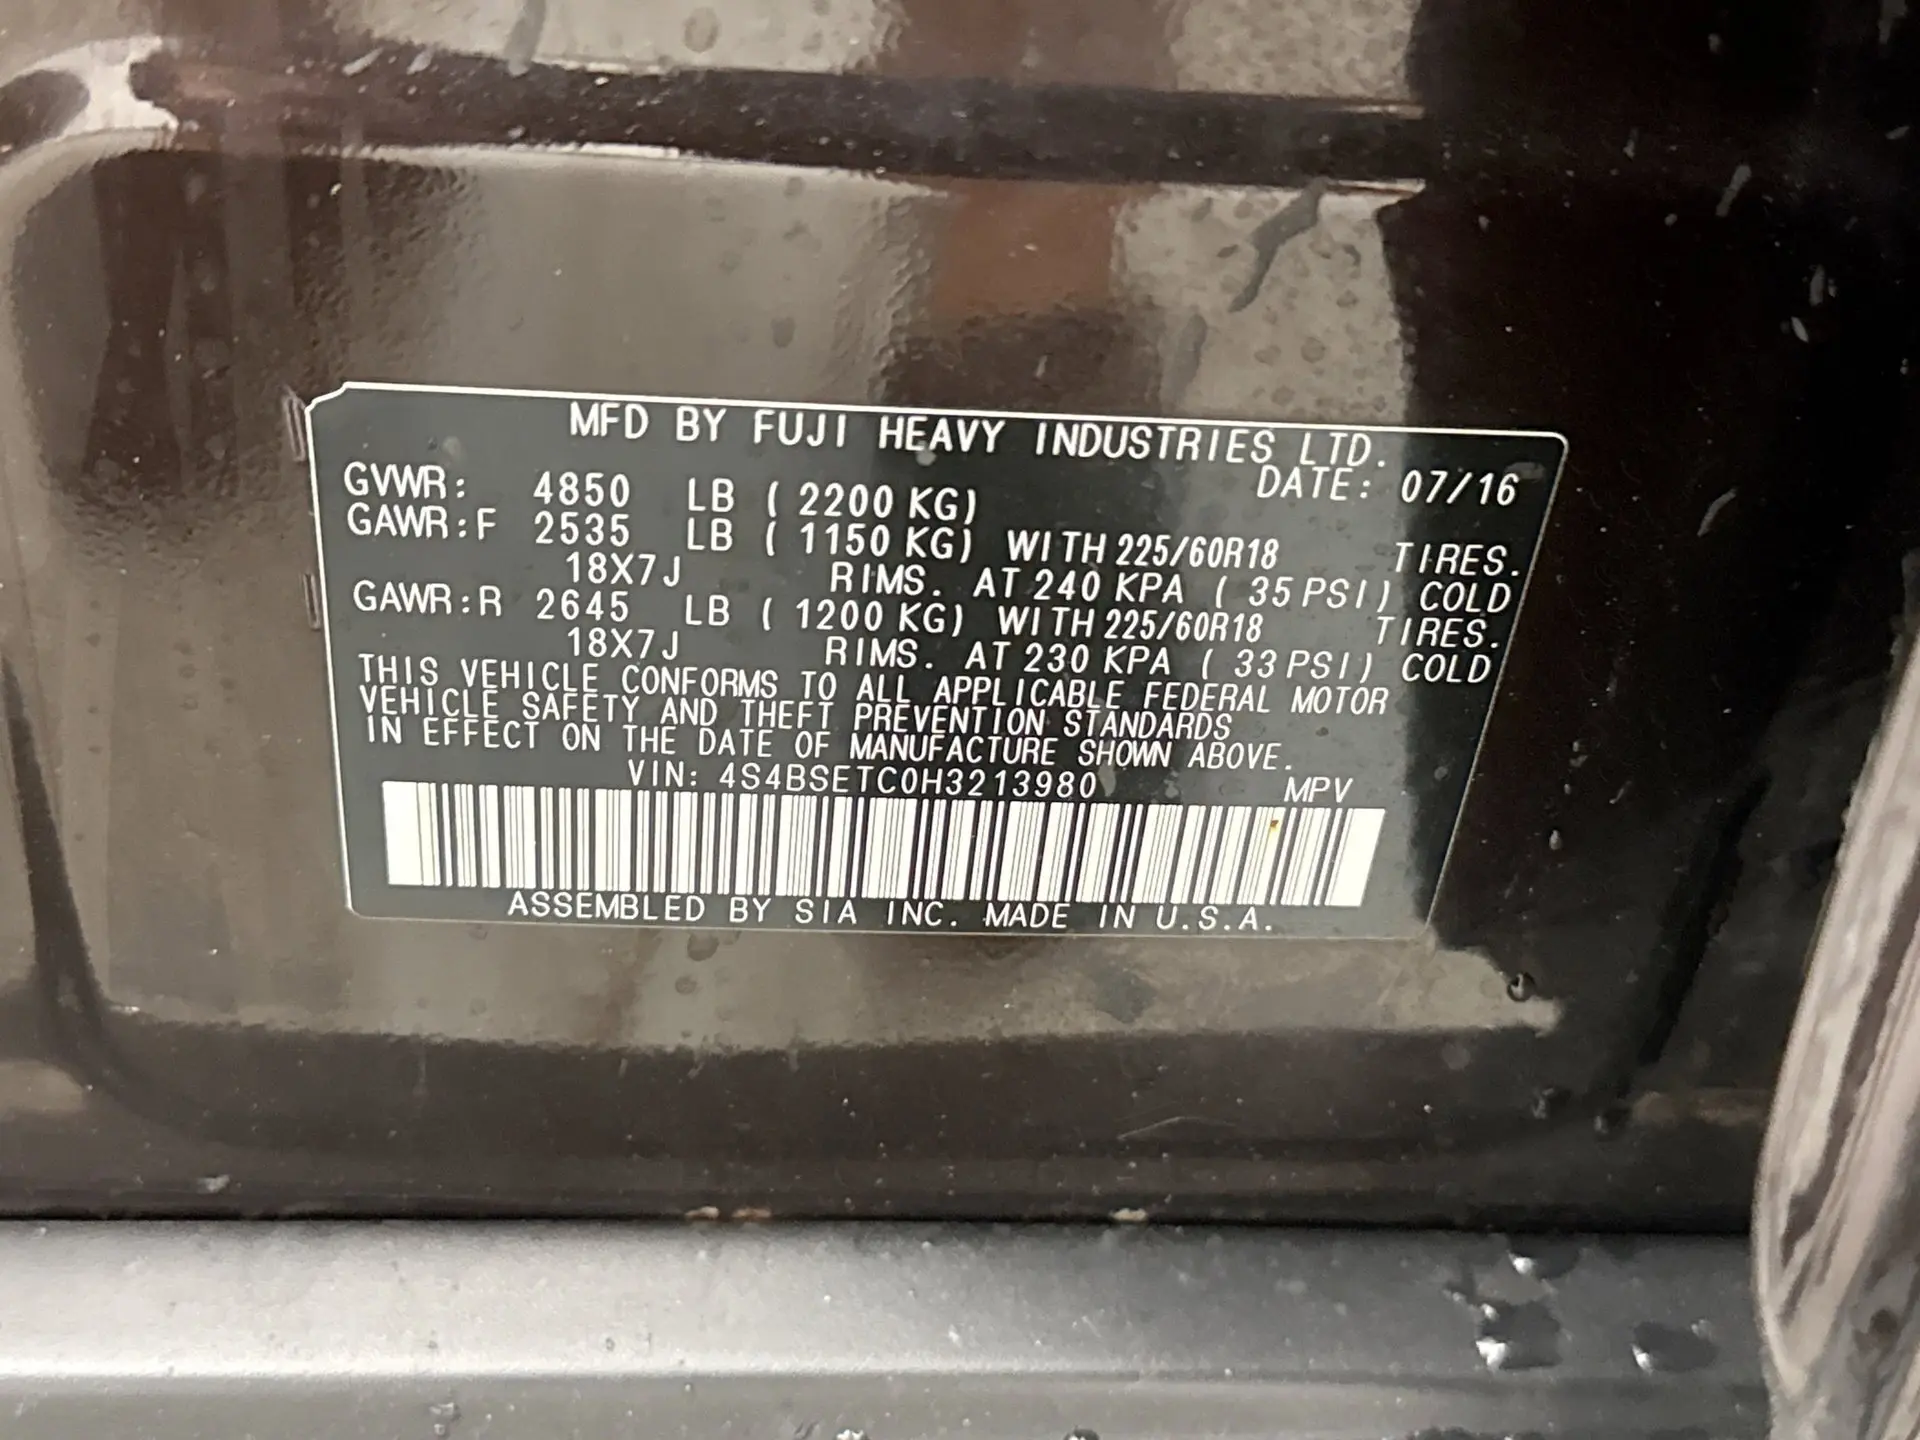 MFD BY FUJI HEAVY INDUSTRIES LTD.
GVWR: 4850 LB ( 2200 KG) DATE: 07/16
GAWR:F 2535 LB ( 1150 KG) WITH 225/60R18 TIRES.
18X7J RIMS. AT 240 KPA ( 35 PSI) COLD
GAWR:R 2645 LB ( 1200 KG) WITH 225/60R18 TIRES.
18X7J RIMS. AT 230 KPA ( 33 PSI) COLD
THIS VEHICLE CONFORMS TO ALL APPLICABLE FEDERAL MOTOR
VEHICLE SAFETY AND THEFT PREVENTION STANDARDS
IN EFFECT ON THE DATE OF MANUFACTURE SHOWN ABOVE.
VIN: 4S4BSETC0H3213980 MPV
ASSEMBLED BY SIA INC. MADE IN U.S.A.